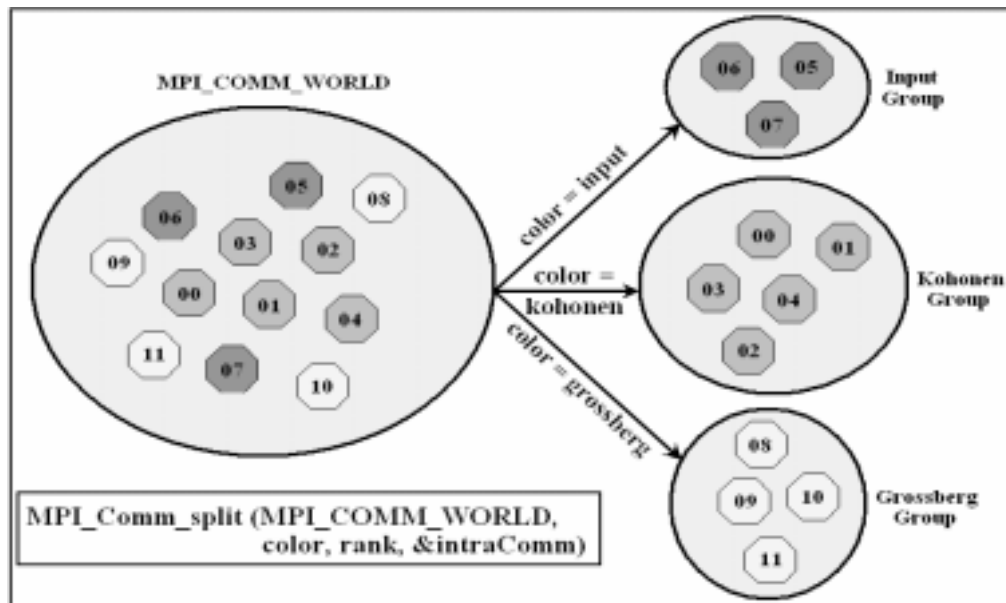 MPI_COMM_WORLD
05
08
06
03
02
09
00
01
04
11
07
10
color = input
color =
kohonen
color = grossberg
06
05
07
Input
Group
00
01
03
04
02
Kohonen
Group
08
09
10
11
Grossberg
Group
MPI_Comm_split (MPI_COMM_WORLD,
color, rank, &intraComm)